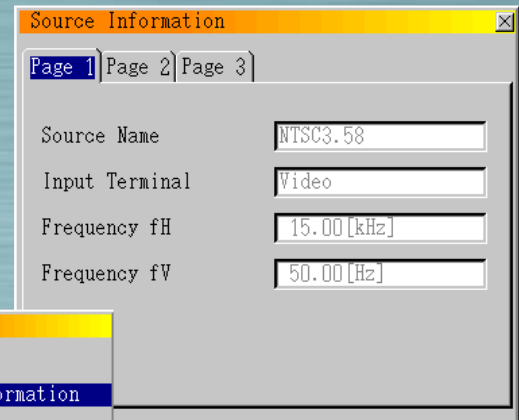 Source Information
Page 1 Page 2 Page 3
Source Name NTSC3.58
Input Terminal Video
Frequency fH 15.00[kHz]
Frequency fV 50.00[Hz]